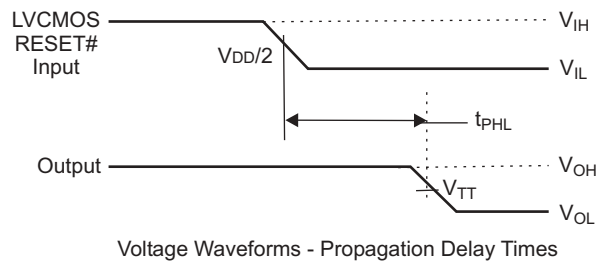 LVCMOS
RESET#
Input
VIH
VDD/2
VIL
tPHL
Output
VOH
VTT
VOL
Voltage Waveforms - Propagation Delay Times